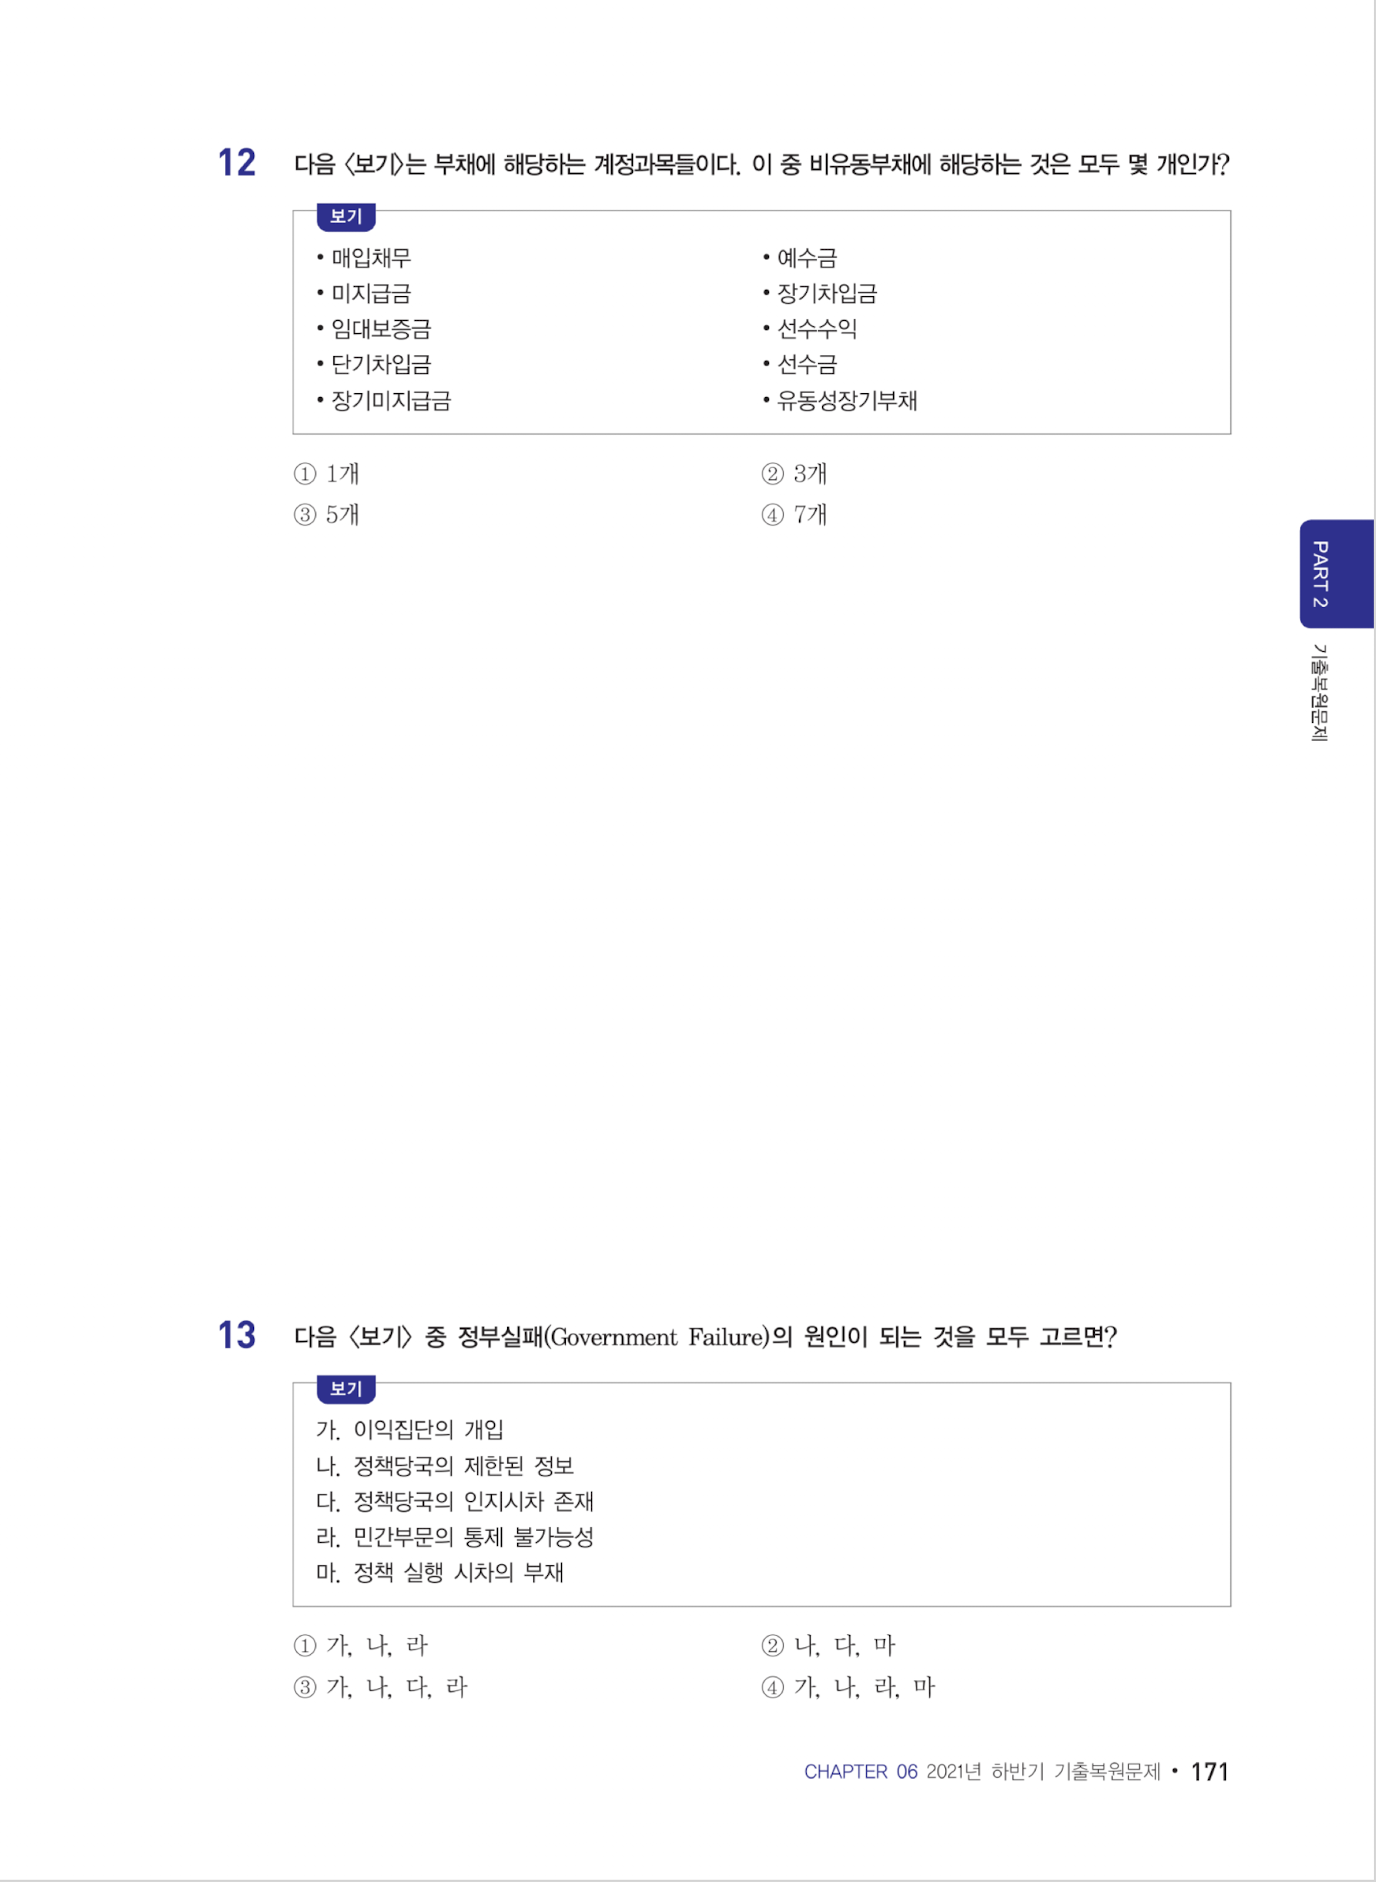 12 다음 〈보기〉는 부채에 해당하는 계정과목들이다. 이 중 비유동부채에 해당하는 것은 모두 몇 개인가?
보기
• 매입채무 • 예수금
• 미지급금 • 장기차입금
• 임대보증금 • 선수수익
• 단기차입금 • 선수금
• 장기미지급금 • 유동성장기부채
① 1개 ② 3개
③ 5개 ④ 7개
PART 2
기출복원문제
13 다음 〈보기〉 중 정부실패(Government Failure)의 원인이 되는 것을 모두 고르면?
보기
가. 이익집단의 개입
나. 정책당국의 제한된 정보
다. 정책당국의 인지시차 존재
라. 민간부문의 통제 불가능성
마. 정책 실행 시차의 부재
① 가, 나, 라 ② 나, 다, 마
③ 가, 나, 다, 라 ④ 가, 나, 라, 마
CHAPTER 06 2021년 하반기 기출복원문제 • 171